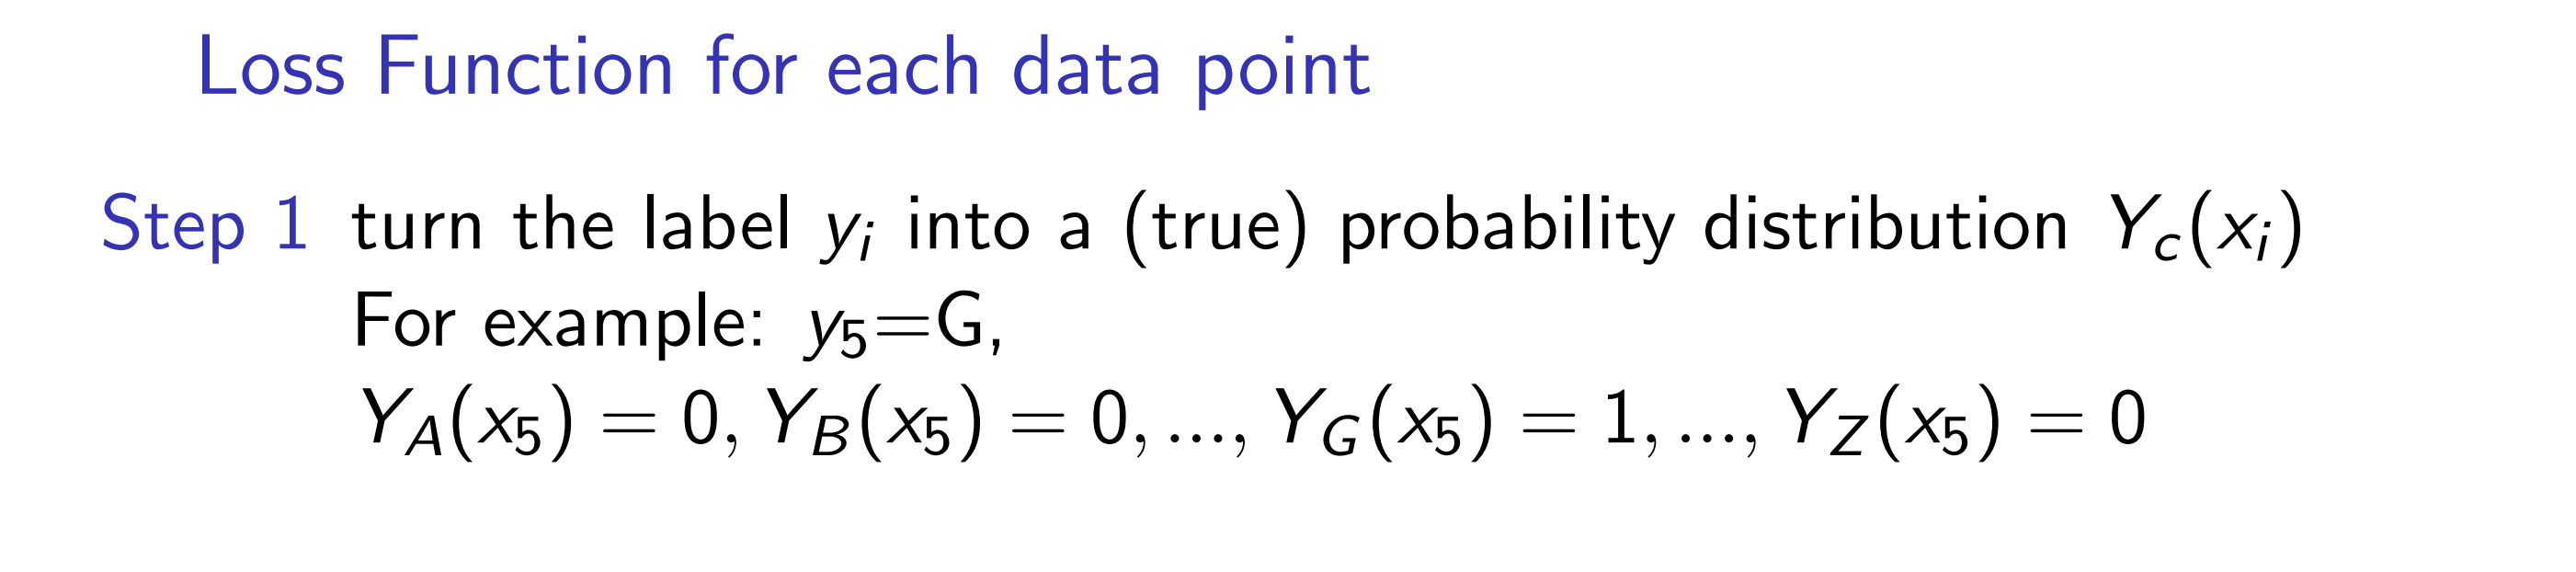 Loss Function for each data point
Step 1 turn the label y_i into a (true) probability distribution Y_c(x_i)
For example: y_5=G,
Y_A(x_5) = 0, Y_B(x_5) = 0, ..., Y_G(x_5) = 1, ..., Y_Z(x_5) = 0